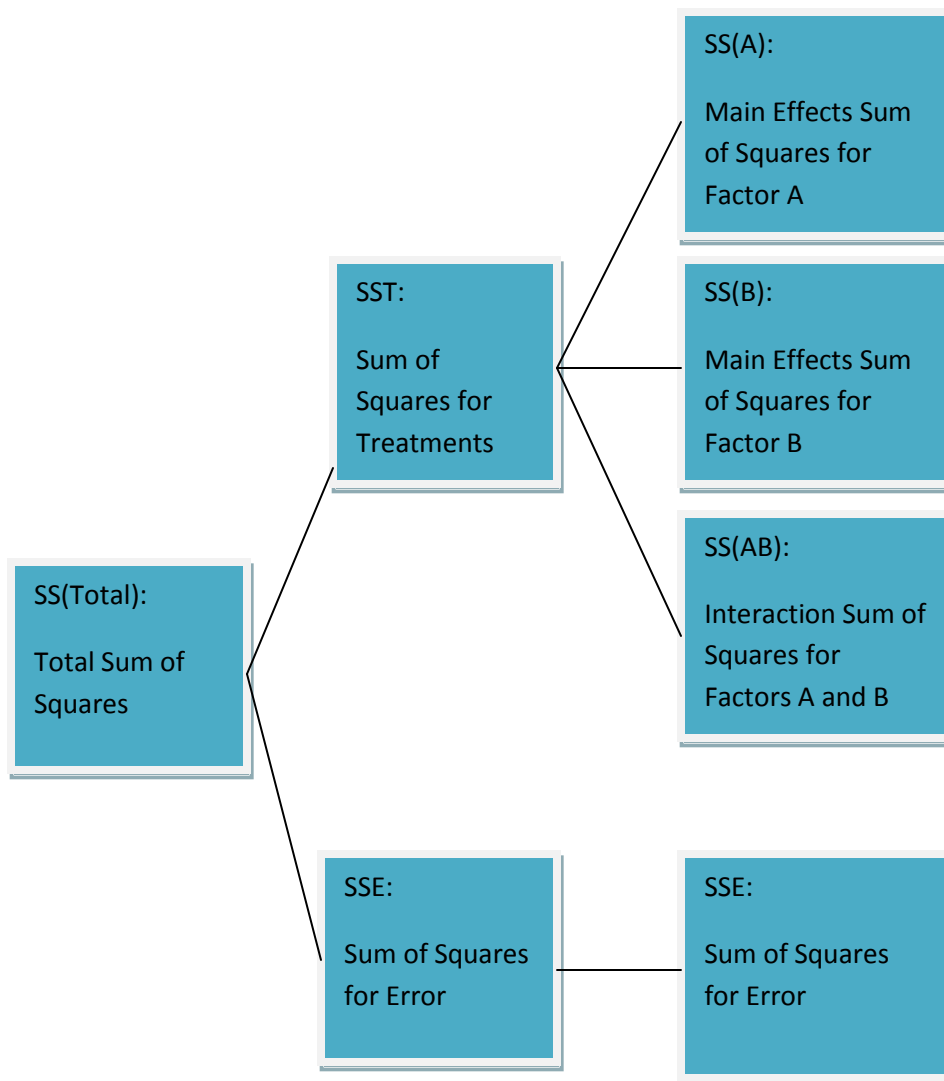 SS(A):
Main Effects Sum
of Squares for
Factor A
SST:
Sum of
Squares for
Treatments
SS(B):
Main Effects Sum
of Squares for
Factor B
SS(AB):
Interaction Sum of
Squares for
Factors A and B
SS(Total):
Total Sum of
Squares
SSE:
Sum of Squares
for Error
SSE:
Sum of Squares
for Error